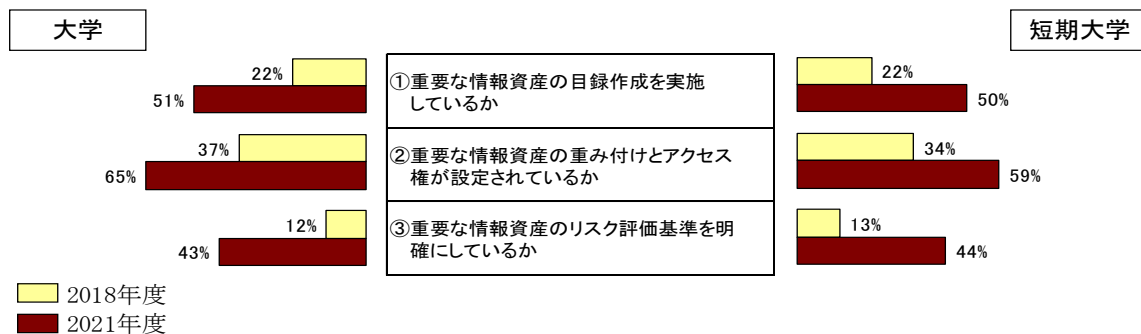 大学
短期大学
22%
51%
①重要な情報資産の目録作成を実施
しているか
22%
50%
37%
65%
②重要な情報資産の重み付けとアクセス
権が設定されているか
34%
59%
12%
43%
③重要な情報資産のリスク評価基準を明
確にしているか
13%
44%
2018年度
2021年度